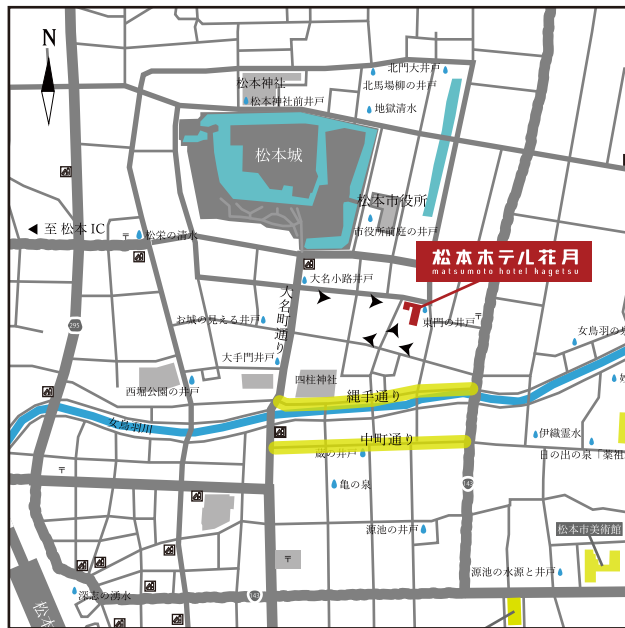 N
松本神社
松本神社前井戸
北門大井戸
北馬場柳の井戸
地獄清水
松本城
松本市役所
市役所前庭の井戸
至 松本 IC
〒
松栄の清水
松本ホテル花月
matsumoto hotel kagetsu
大名小路井戸
大名町通り
お城の見える井戸
東門の井戸
〒
295
女鳥羽の
大手門井戸
四柱神社
西堀公園の井戸
縄手通り
女鳥羽川
中町通り
蔵の井戸
伊織霊水
日の出の泉「薬祖
〒
亀の泉
143
源池の井戸
松本市美術館
〒
源池の水源と井戸
深志の湧水
143
松本